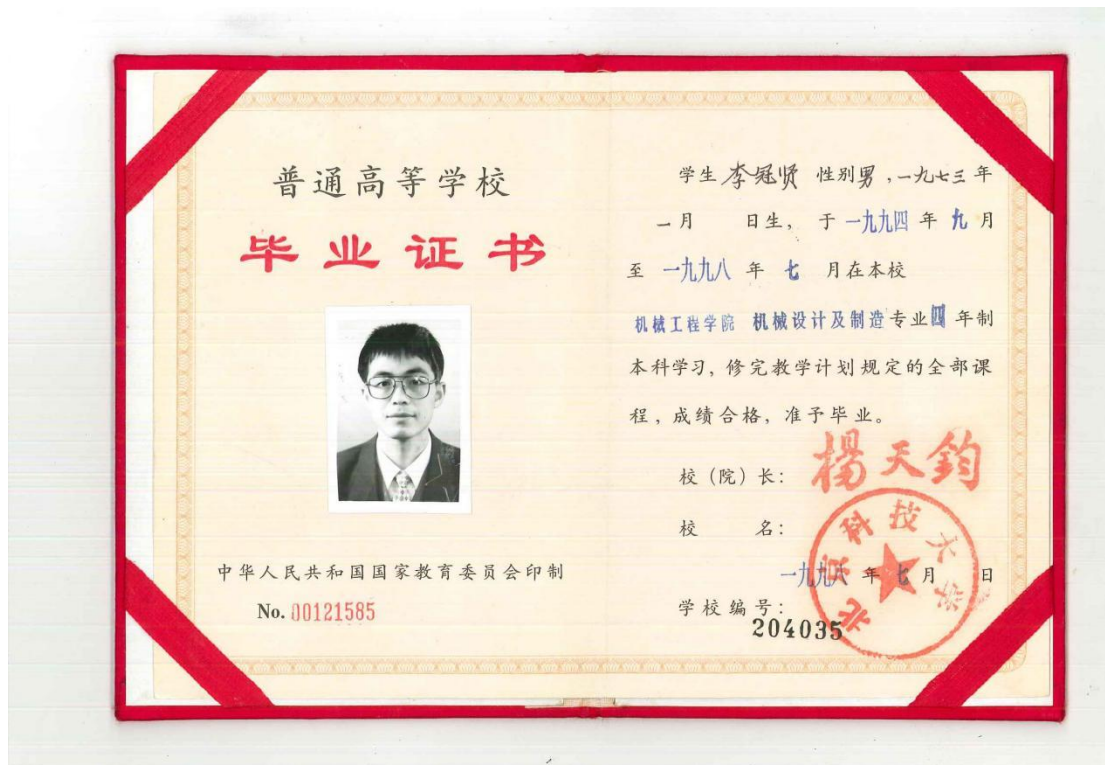 普通高等学校
毕业证书
中华人民共和国国家教育委员会印制
No. 00121585
学生 李冠贤 性别男,一九七三年
一月 日生, 于一九九四年九月
至 一九九八 年 七 月在本校
机械工程学院 机械设计及制造专业四年制
本科学习, 修完教学计划规定的全部课
程, 成绩合格, 准予毕业。
校(院)长: 楊天鈞
校 名:
北京科技大学
一九九八年七月 日
学校编号:
204035